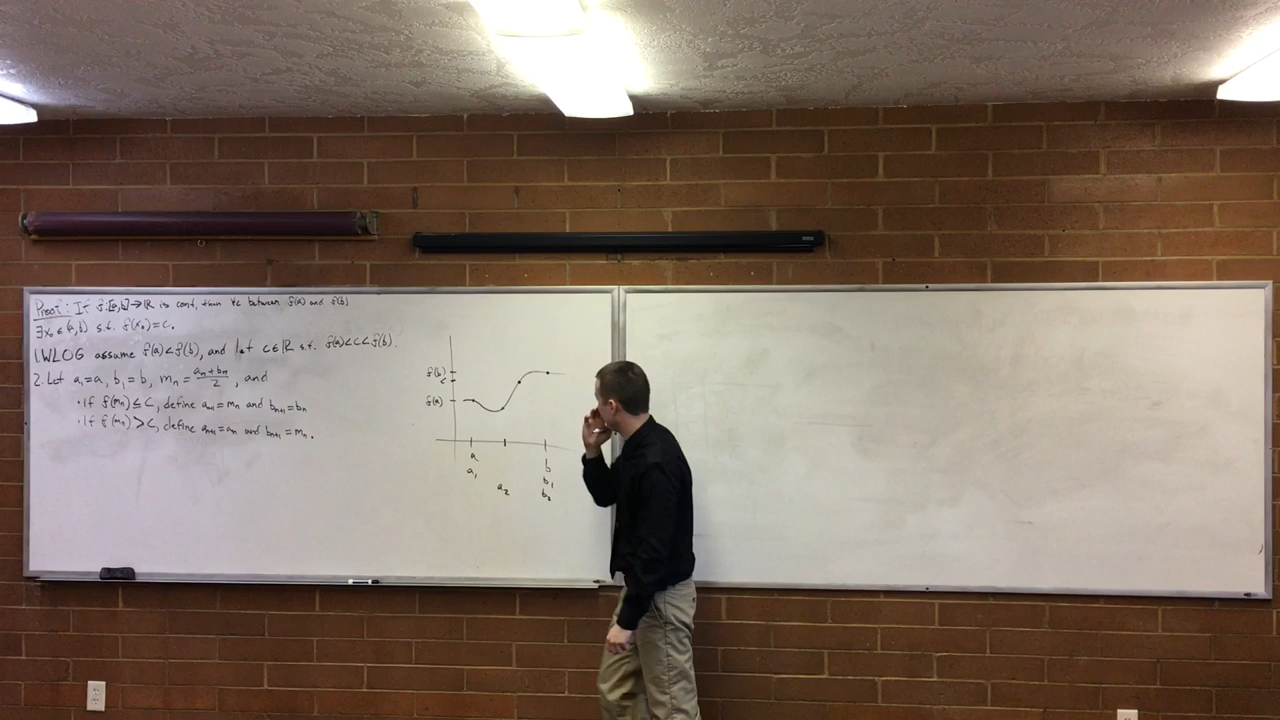 Proof: If f:[a,b]→ℝ is cont, then ∀c between f(a) and f(b)
∃x₀∈(a,b) s.t. f(x₀)=c.
1. WLOG assume f(a)<f(b), and let c∈ℝ s.t. f(a)<c<f(b).
2. Let a₁=a, b₁=b, mₙ=(aₙ+bₙ)/2, and
• If f(mₙ)≤c, define aₙ₊₁=mₙ and bₙ₊₁=bₙ
• If f(mₙ)>c, define aₙ₊₁=aₙ and bₙ₊₁=mₙ.
f(b)
c
f(a)
a b
a₁ b₁
a₂ b₂